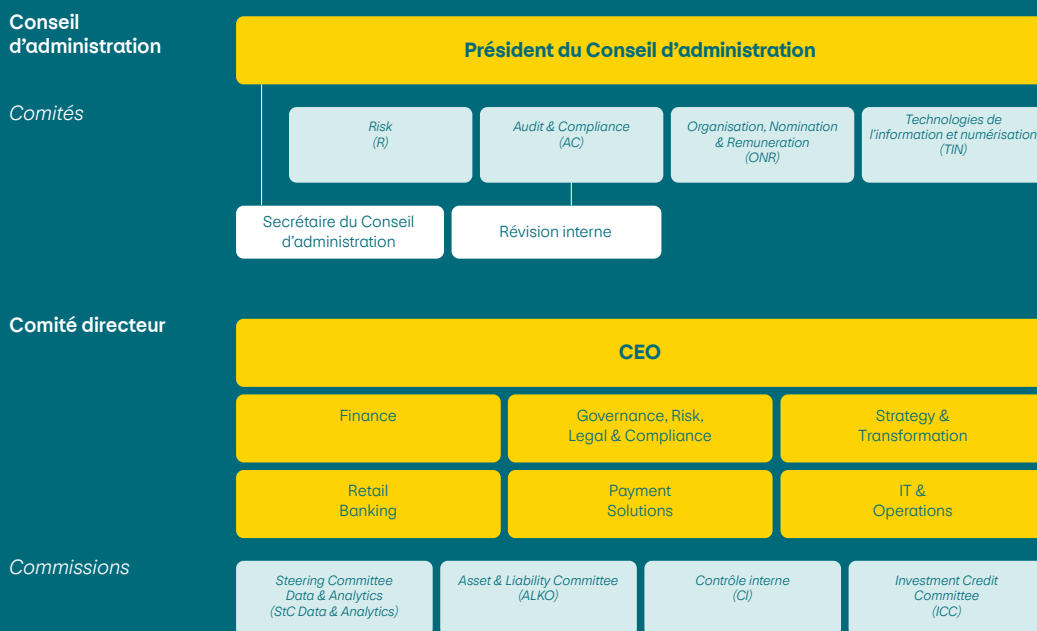 Conseil
d'administration
Président du Conseil d'administration
Comités
Risk
(R)
Audit & Compliance
(AC)
Organisation, Nomination
& Remuneration
(ONR)
Technologies de
l'information et numérisation
(TIN)
Secrétaire du Conseil
d'administration
Révision interne
Comité directeur
CEO
Finance
Governance, Risk,
Legal & Compliance
Strategy &
Transformation
Retail
Banking
Payment
Solutions
IT &
Operations
Commissions
Steering Committee
Data & Analytics
(StC Data & Analytics)
Asset & Liability Committee
(ALKO)
Contrôle interne
(CI)
Investment Credit
Committee
(ICC)